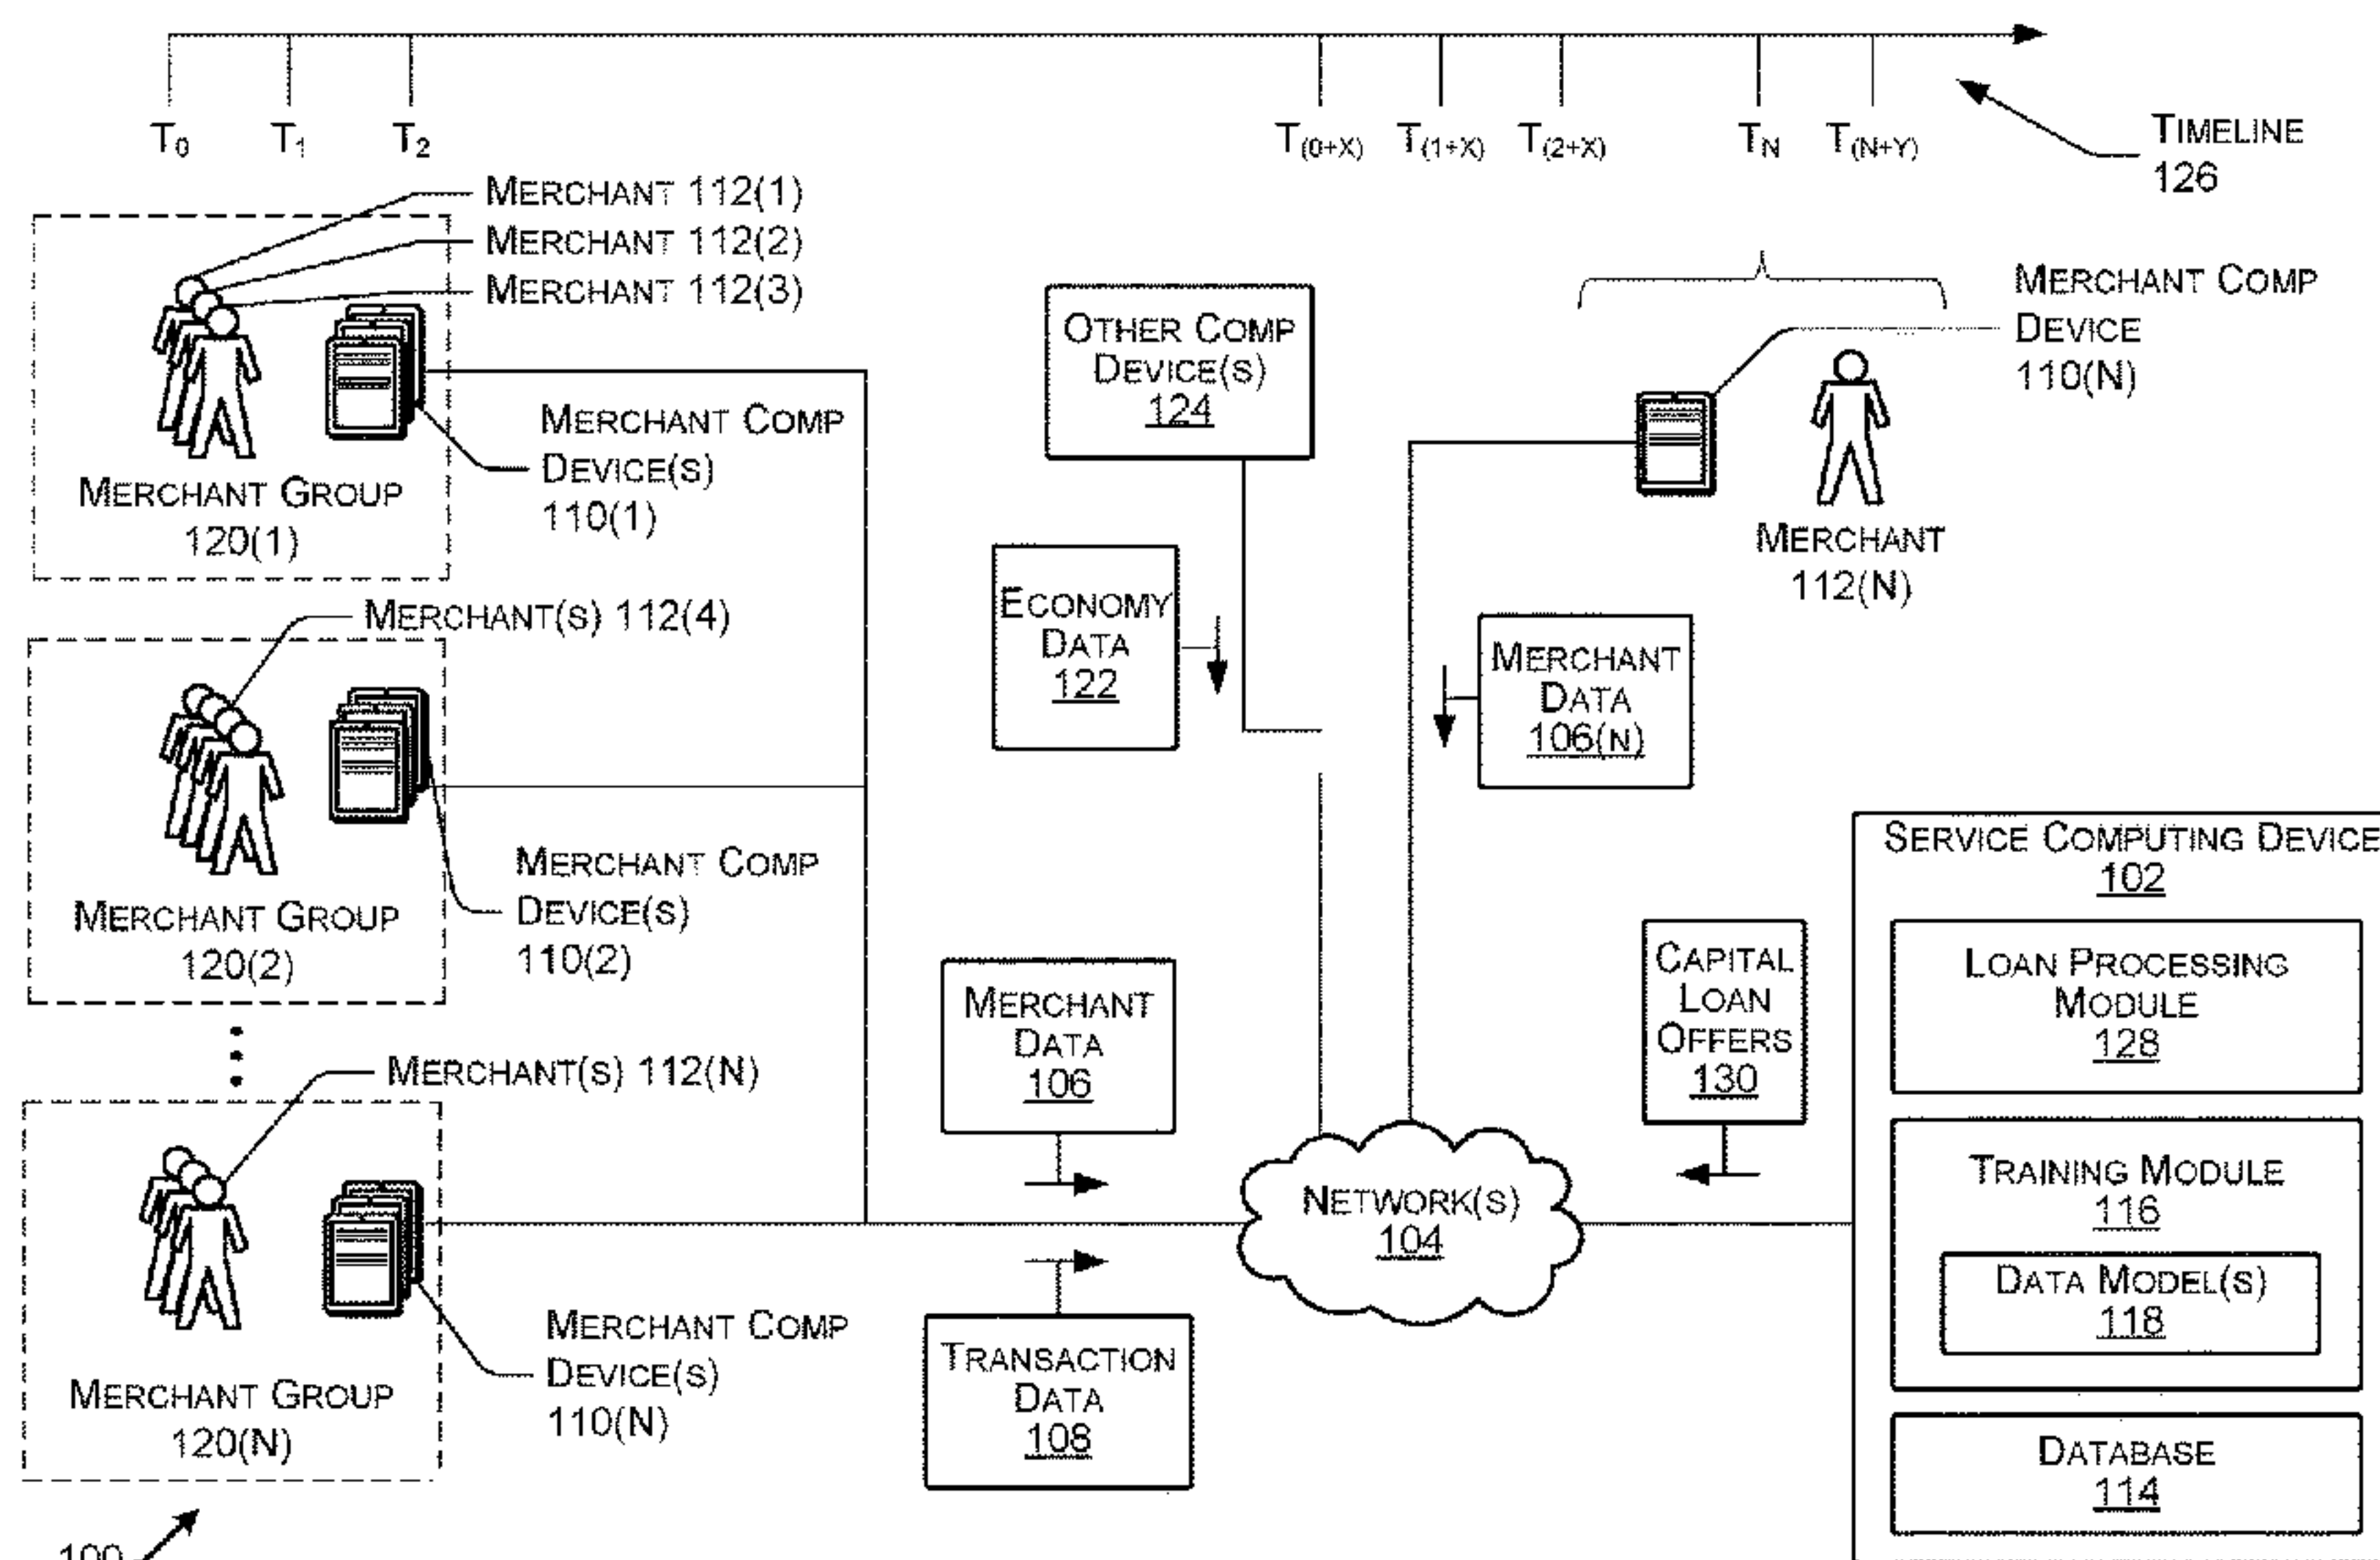 T0 T1 T2 T(0+X) T(1+X) T(2+X) TN T(N+Y)
TIMELINE
126
MERCHANT 112(1)
MERCHANT 112(2)
MERCHANT 112(3)
MERCHANT COMP
DEVICE(S)
110(1)
MERCHANT GROUP
120(1)
OTHER COMP
DEVICE(S)
124
MERCHANT COMP
DEVICE
110(N)
MERCHANT
112(N)
ECONOMY
DATA
122
MERCHANT
DATA
106(N)
MERCHANT(S) 112(4)
MERCHANT COMP
DEVICE(S)
110(2)
MERCHANT GROUP
120(2)
MERCHANT(S) 112(N)
MERCHANT COMP
DEVICE(S)
110(N)
MERCHANT GROUP
120(N)
MERCHANT
DATA
106
TRANSACTION
DATA
108
NETWORK(S)
104
CAPITAL
LOAN
OFFERS
130
SERVICE COMPUTING DEVICE
102
LOAN PROCESSING
MODULE
128
TRAINING MODULE
116
DATA MODEL(S)
118
DATABASE
114
100